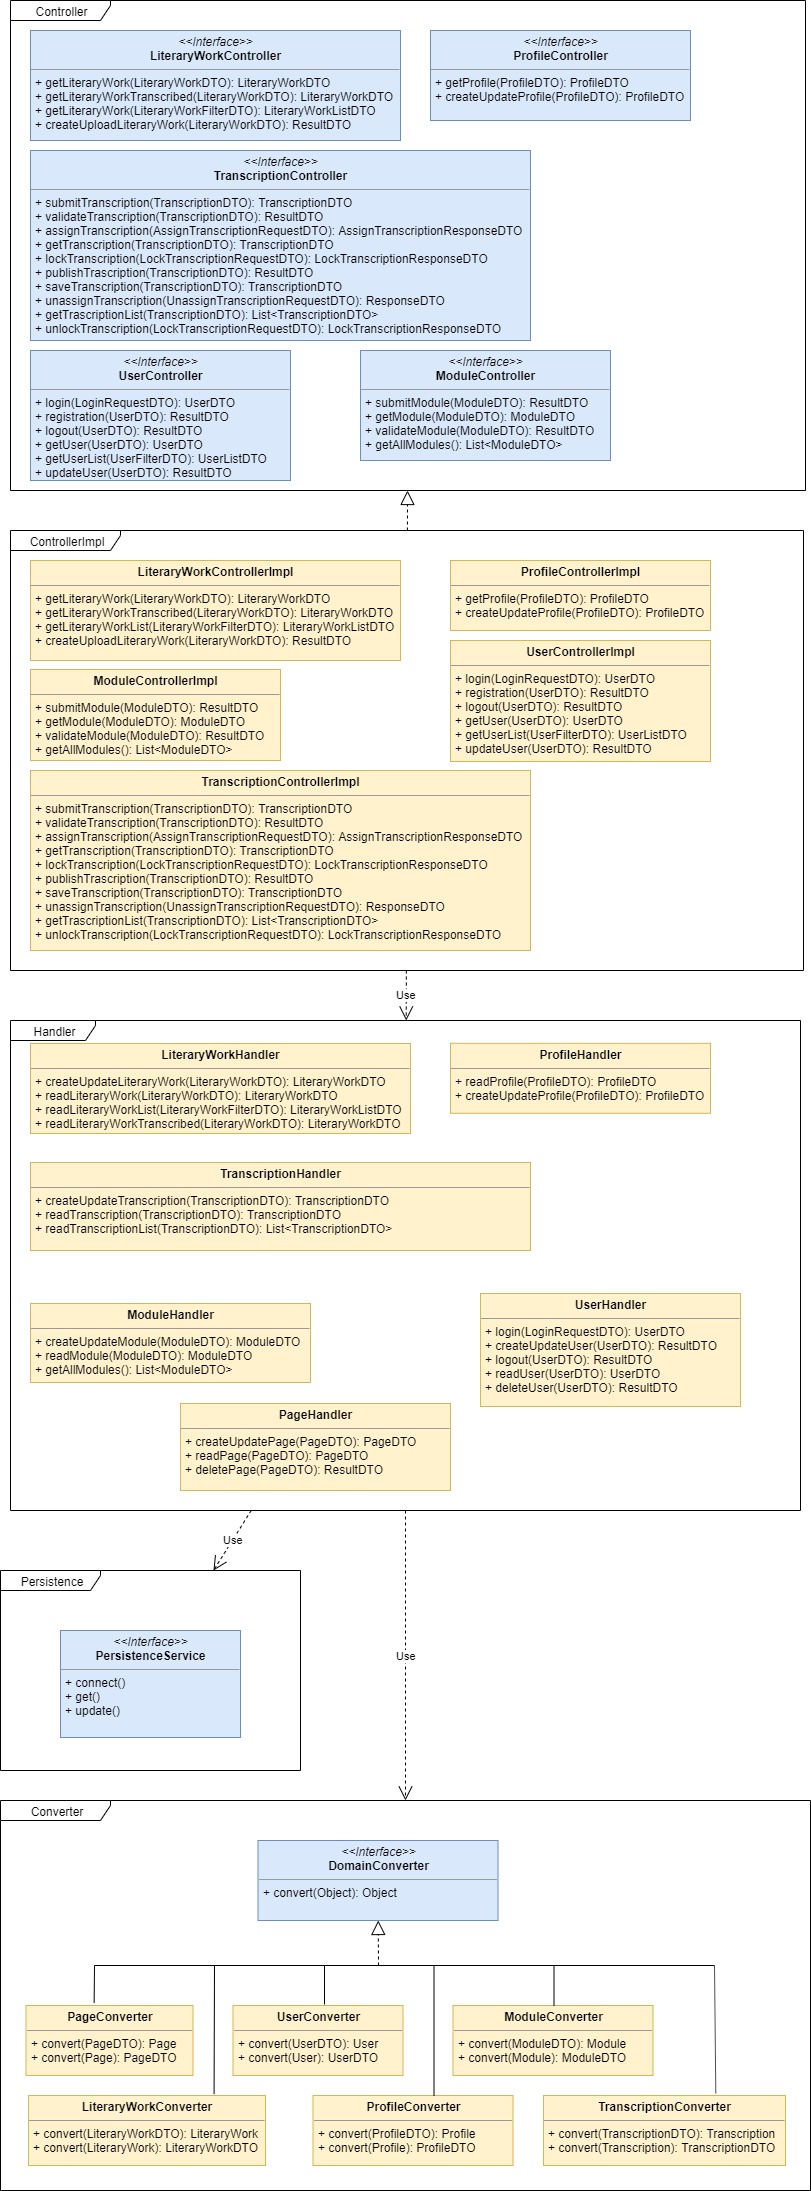 Controller
<<Interface>>
LiteraryWorkController
+ getLiteraryWork(LiteraryWorkDTO): LiteraryWorkDTO
+ getLiteraryWorkTranscribed(LiteraryWorkDTO): LiteraryWorkDTO
+ getLiteraryWork(LiteraryWorkFilterDTO): LiteraryWorkListDTO
+ createUploadLiteraryWork(LiteraryWorkDTO): ResultDTO
<<Interface>>
ProfileController
+ getProfile(ProfileDTO): ProfileDTO
+ createUpdateProfile(ProfileDTO): ProfileDTO
<<Interface>>
TranscriptionController
+ submitTranscription(TranscriptionDTO): TranscriptionDTO
+ validateTranscription(TranscriptionDTO): ResultDTO
+ assignTranscription(AssignTranscriptionRequestDTO): AssignTranscriptionResponseDTO
+ getTranscription(TranscriptionDTO): TranscriptionDTO
+ lockTranscription(LockTranscriptionRequestDTO): LockTranscriptionResponseDTO
+ publishTrascription(TranscriptionDTO): ResultDTO
+ saveTranscription(TranscriptionDTO): TranscriptionDTO
+ unassignTranscription(UnassignTranscriptionRequestDTO): ResponseDTO
+ getTrascriptionList(TranscriptionDTO): List<TranscriptionDTO>
+ unlockTranscription(LockTranscriptionRequestDTO): LockTranscriptionResponseDTO
<<Interface>>
UserController
+ login(LoginRequestDTO): UserDTO
+ registration(UserDTO): ResultDTO
+ logout(UserDTO): ResultDTO
+ getUser(UserDTO): UserDTO
+ getUserList(UserFilterDTO): UserListDTO
+ updateUser(UserDTO): ResultDTO
<<Interface>>
ModuleController
+ submitModule(ModuleDTO): ResultDTO
+ getModule(ModuleDTO): ModuleDTO
+ validateModule(ModuleDTO): ResultDTO
+ getAllModules(): List<ModuleDTO>
ControllerImpl
LiteraryWorkControllerImpl
+ getLiteraryWork(LiteraryWorkDTO): LiteraryWorkDTO
+ getLiteraryWorkTranscribed(LiteraryWorkDTO): LiteraryWorkDTO
+ getLiteraryWorkList(LiteraryWorkFilterDTO): LiteraryWorkListDTO
+ createUploadLiteraryWork(LiteraryWorkDTO): ResultDTO
ProfileControllerImpl
+ getProfile(ProfileDTO): ProfileDTO
+ createUpdateProfile(ProfileDTO): ProfileDTO
UserControllerImpl
+ login(LoginRequestDTO): UserDTO
+ registration(UserDTO): ResultDTO
+ logout(UserDTO): ResultDTO
+ getUser(UserDTO): UserDTO
+ getUserList(UserFilterDTO): UserListDTO
+ updateUser(UserDTO): ResultDTO
ModuleControllerImpl
+ submitModule(ModuleDTO): ResultDTO
+ getModule(ModuleDTO): ModuleDTO
+ validateModule(ModuleDTO): ResultDTO
+ getAllModules(): List<ModuleDTO>
TranscriptionControllerImpl
+ submitTranscription(TranscriptionDTO): TranscriptionDTO
+ validateTranscription(TranscriptionDTO): ResultDTO
+ assignTranscription(AssignTranscriptionRequestDTO): AssignTranscriptionResponseDTO
+ getTranscription(TranscriptionDTO): TranscriptionDTO
+ lockTranscription(LockTranscriptionRequestDTO): LockTranscriptionResponseDTO
+ publishTrascription(TranscriptionDTO): ResultDTO
+ saveTranscription(TranscriptionDTO): TranscriptionDTO
+ unassignTranscription(UnassignTranscriptionRequestDTO): ResponseDTO
+ getTrascriptionList(TranscriptionDTO): List<TranscriptionDTO>
+ unlockTranscription(LockTranscriptionRequestDTO): LockTranscriptionResponseDTO
Use
Handler
LiteraryWorkHandler
+ createUpdateLiteraryWork(LiteraryWorkDTO): LiteraryWorkDTO
+ readLiteraryWork(LiteraryWorkDTO): LiteraryWorkDTO
+ readLiteraryWorkList(LiteraryWorkFilterDTO): LiteraryWorkListDTO
+ readLiteraryWorkTranscribed(LiteraryWorkDTO): LiteraryWorkDTO
ProfileHandler
+ readProfile(ProfileDTO): ProfileDTO
+ createUpdateProfile(ProfileDTO): ProfileDTO
TranscriptionHandler
+ createUpdateTranscription(TranscriptionDTO): TranscriptionDTO
+ readTranscription(TranscriptionDTO): TranscriptionDTO
+ readTranscriptionList(TranscriptionDTO): List<TranscriptionDTO>
ModuleHandler
+ createUpdateModule(ModuleDTO): ModuleDTO
+ readModule(ModuleDTO): ModuleDTO
+ getAllModules(): List<ModuleDTO>
UserHandler
+ login(LoginRequestDTO): UserDTO
+ createUpdateUser(UserDTO): ResultDTO
+ logout(UserDTO): ResultDTO
+ readUser(UserDTO): UserDTO
+ deleteUser(UserDTO): ResultDTO
PageHandler
+ createUpdatePage(PageDTO): PageDTO
+ readPage(PageDTO): PageDTO
+ deletePage(PageDTO): ResultDTO
Use
Persistence
<<Interface>>
PersistenceService
+ connect()
+ get()
+ update()
Use
Converter
<<Interface>>
DomainConverter
+ convert(Object): Object
PageConverter
+ convert(PageDTO): Page
+ convert(Page): PageDTO
UserConverter
+ convert(UserDTO): User
+ convert(User): UserDTO
ModuleConverter
+ convert(ModuleDTO): Module
+ convert(Module): ModuleDTO
LiteraryWorkConverter
+ convert(LiteraryWorkDTO): LiteraryWork
+ convert(LiteraryWork): LiteraryWorkDTO
ProfileConverter
+ convert(ProfileDTO): Profile
+ convert(Profile): ProfileDTO
TranscriptionConverter
+ convert(TranscriptionDTO): Transcription
+ convert(Transcription): TranscriptionDTO